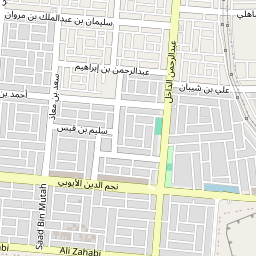 سليمان بن عبدالملك بن مروان
عبدالرحمن الداخل
عبدالرحمن بن إبراهيم
سعد بن معاذ
علي بن شيبان
أحمد بن
سليم بن قيس
نجم الدين الأيوبي
Saad Bin Mutah
Ali Zahabi